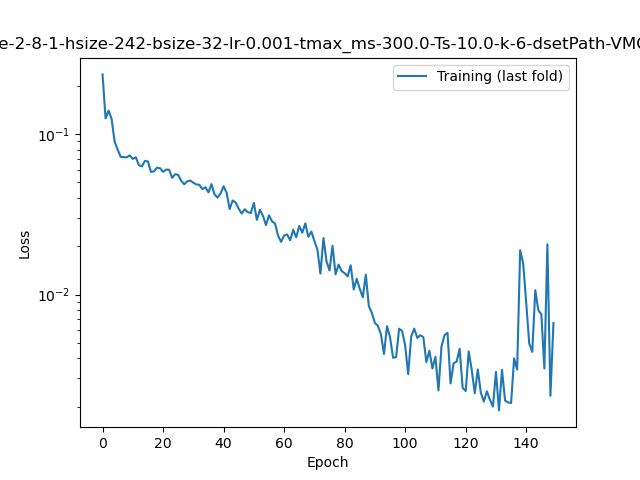 e-2-8-1-hsize-242-bsize-32-lr-0.001-tmax_ms-300.0-Ts-10.0-k-6-dsetPath-VMC
Training (last fold)
Loss
10⁻¹
10⁻²
0 20 40 60 80 100 120 140
Epoch